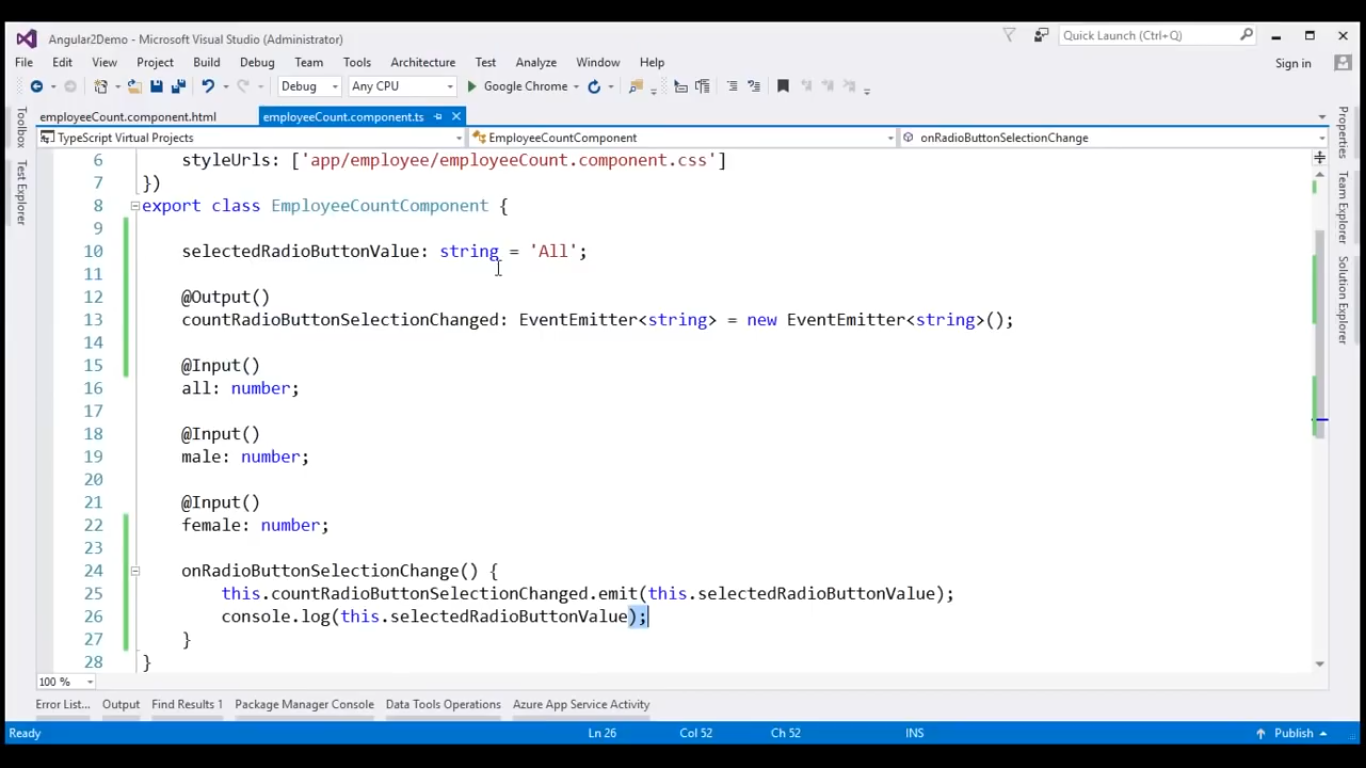 Angular2Demo - Microsoft Visual Studio (Administrator)
Quick Launch (Ctrl+Q)
File Edit View Project Build Debug Team Tools Architecture Test Analyze Window Help
Sign in
Debug Any CPU Google Chrome
Toolbox
Test Explorer
employeeCount.component.html employeeCount.component.ts
TypeScript Virtual Projects EmployeeCountComponent onRadioButtonSelectionChange
6 styleUrls: ['app/employee/employeeCount.component.css']
7 })
8 export class EmployeeCountComponent {
9
10 selectedRadioButtonValue: string = 'All';
11
12 @Output()
13 countRadioButtonSelectionChanged: EventEmitter<string> = new EventEmitter<string>();
14
15 @Input()
16 all: number;
17
18 @Input()
19 male: number;
20
21 @Input()
22 female: number;
23
24 onRadioButtonSelectionChange() {
25 this.countRadioButtonSelectionChanged.emit(this.selectedRadioButtonValue);
26 console.log(this.selectedRadioButtonValue);
27 }
28 }
Properties
Team Explorer
Solution Explorer
100 %
Error List... Output Find Results 1 Package Manager Console Data Tools Operations Azure App Service Activity
Ready Ln 26 Col 52 Ch 52 INS Publish